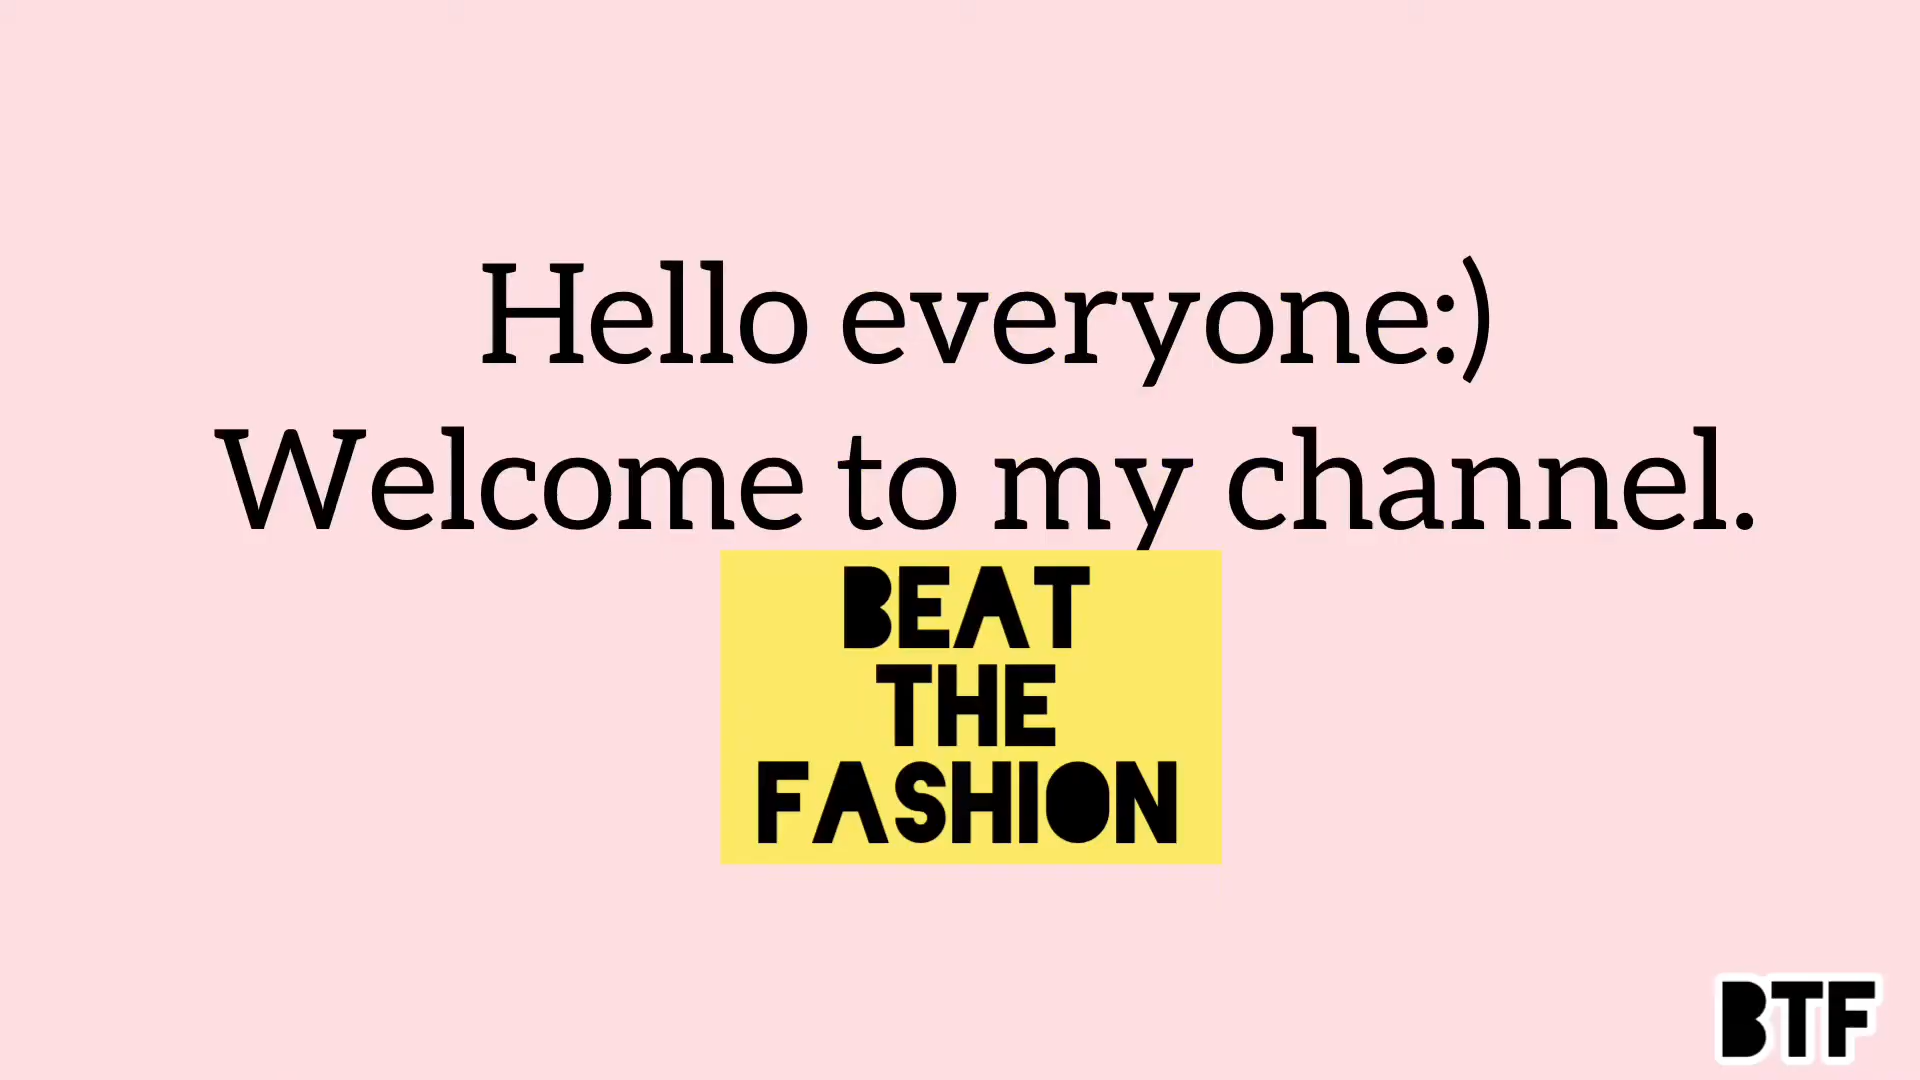 Hello everyone:)
Welcome to my channel.
BEAT
THE
FASHION
BTF